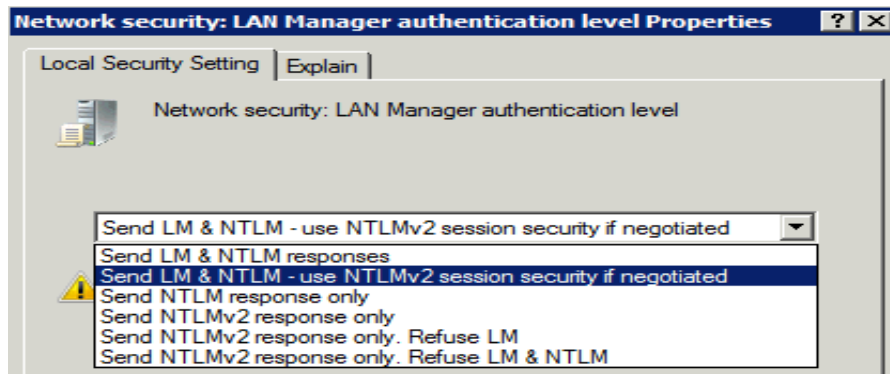 Network security: LAN Manager authentication level Properties
Local Security Setting
Explain
Network security: LAN Manager authentication level
Send LM & NTLM - use NTLMv2 session security if negotiated
Send LM & NTLM responses
Send LM & NTLM - use NTLMv2 session security if negotiated
Send NTLM response only
Send NTLMv2 response only
Send NTLMv2 response only. Refuse LM
Send NTLMv2 response only. Refuse LM & NTLM